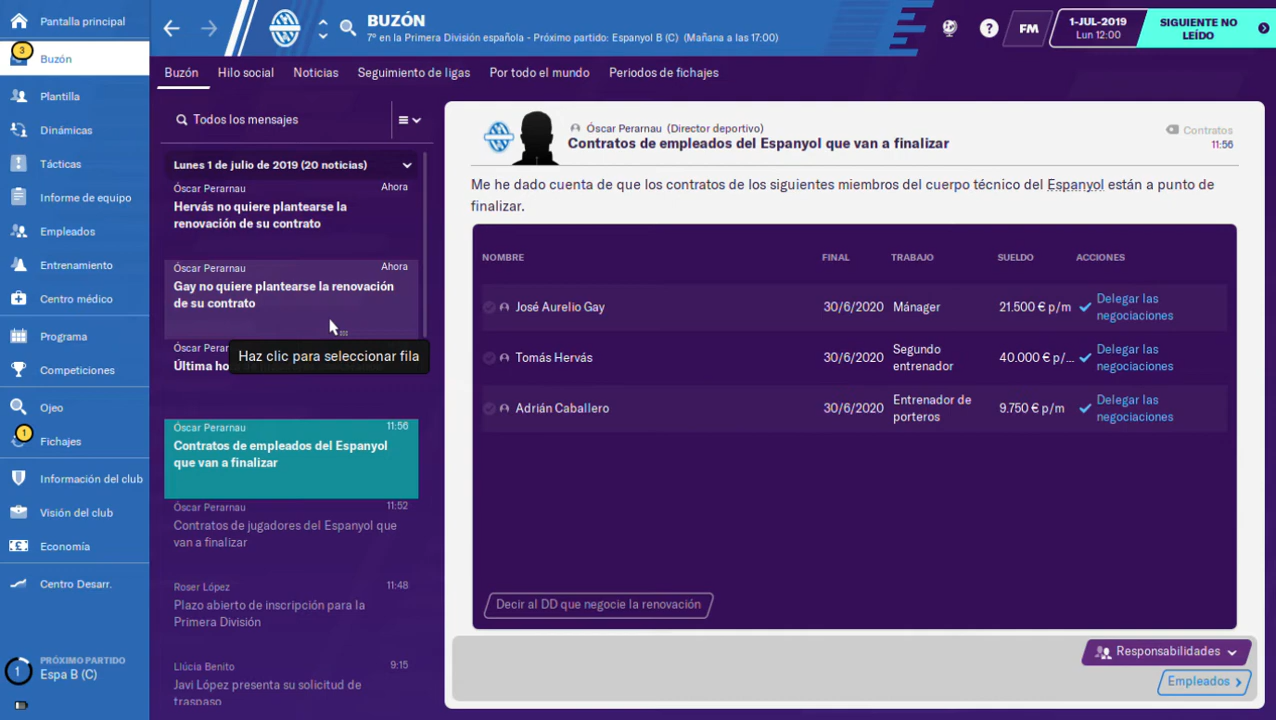 Pantalla principal
3
Buzón
Plantilla
Dinámicas
Tácticas
Informe de equipo
Empleados
Entrenamiento
Centro médico
Programa
Competiciones
Ojeo
1
Fichajes
Información del club
Visión del club
Economía
Centro Desarr.
1
PRÓXIMO PARTIDO
Espa B (C)
BUZÓN
7º en la Primera División española - Próximo partido: Espanyol B (C) (Mañana a las 17:00)
?
FM
1-JUL-2019
Lun 12:00
SIGUIENTE NO
LEÍDO
Buzón
Hilo social
Noticias
Seguimiento de ligas
Por todo el mundo
Periodos de fichajes
Todos los mensajes
Lunes 1 de julio de 2019 (20 noticias)
Óscar Perarnau Ahora
Hervás no quiere plantearse la
renovación de su contrato
Óscar Perarnau Ahora
Gay no quiere plantearse la renovación
de su contrato
Óscar Perar
Última ho
Haz clic para seleccionar fila
Óscar Perarnau 11:56
Contratos de empleados del Espanyol
que van a finalizar
Óscar Perarnau 11:52
Contratos de jugadores del Espanyol que
van a finalizar
Roser López 11:48
Plazo abierto de inscripción para la
Primera División
Llúcia Benito 9:15
Javi López presenta su solicitud de
traspaso
Óscar Perarnau (Director deportivo)
Contratos de empleados del Espanyol que van a finalizar
Contratos
11:56
Me he dado cuenta de que los contratos de los siguientes miembros del cuerpo técnico del Espanyol están a punto de
finalizar.
NOMBRE FINAL TRABAJO SUELDO ACCIONES
José Aurelio Gay 30/6/2020 Mánager 21.500 € p/m Delegar las
negociaciones
Tomás Hervás 30/6/2020 Segundo
entrenador 40.000 € p/... Delegar las
negociaciones
Adrián Caballero 30/6/2020 Entrenador de
porteros 9.750 € p/m Delegar las
negociaciones
Decir al DD que negocie la renovación
Responsabilidades
Empleados